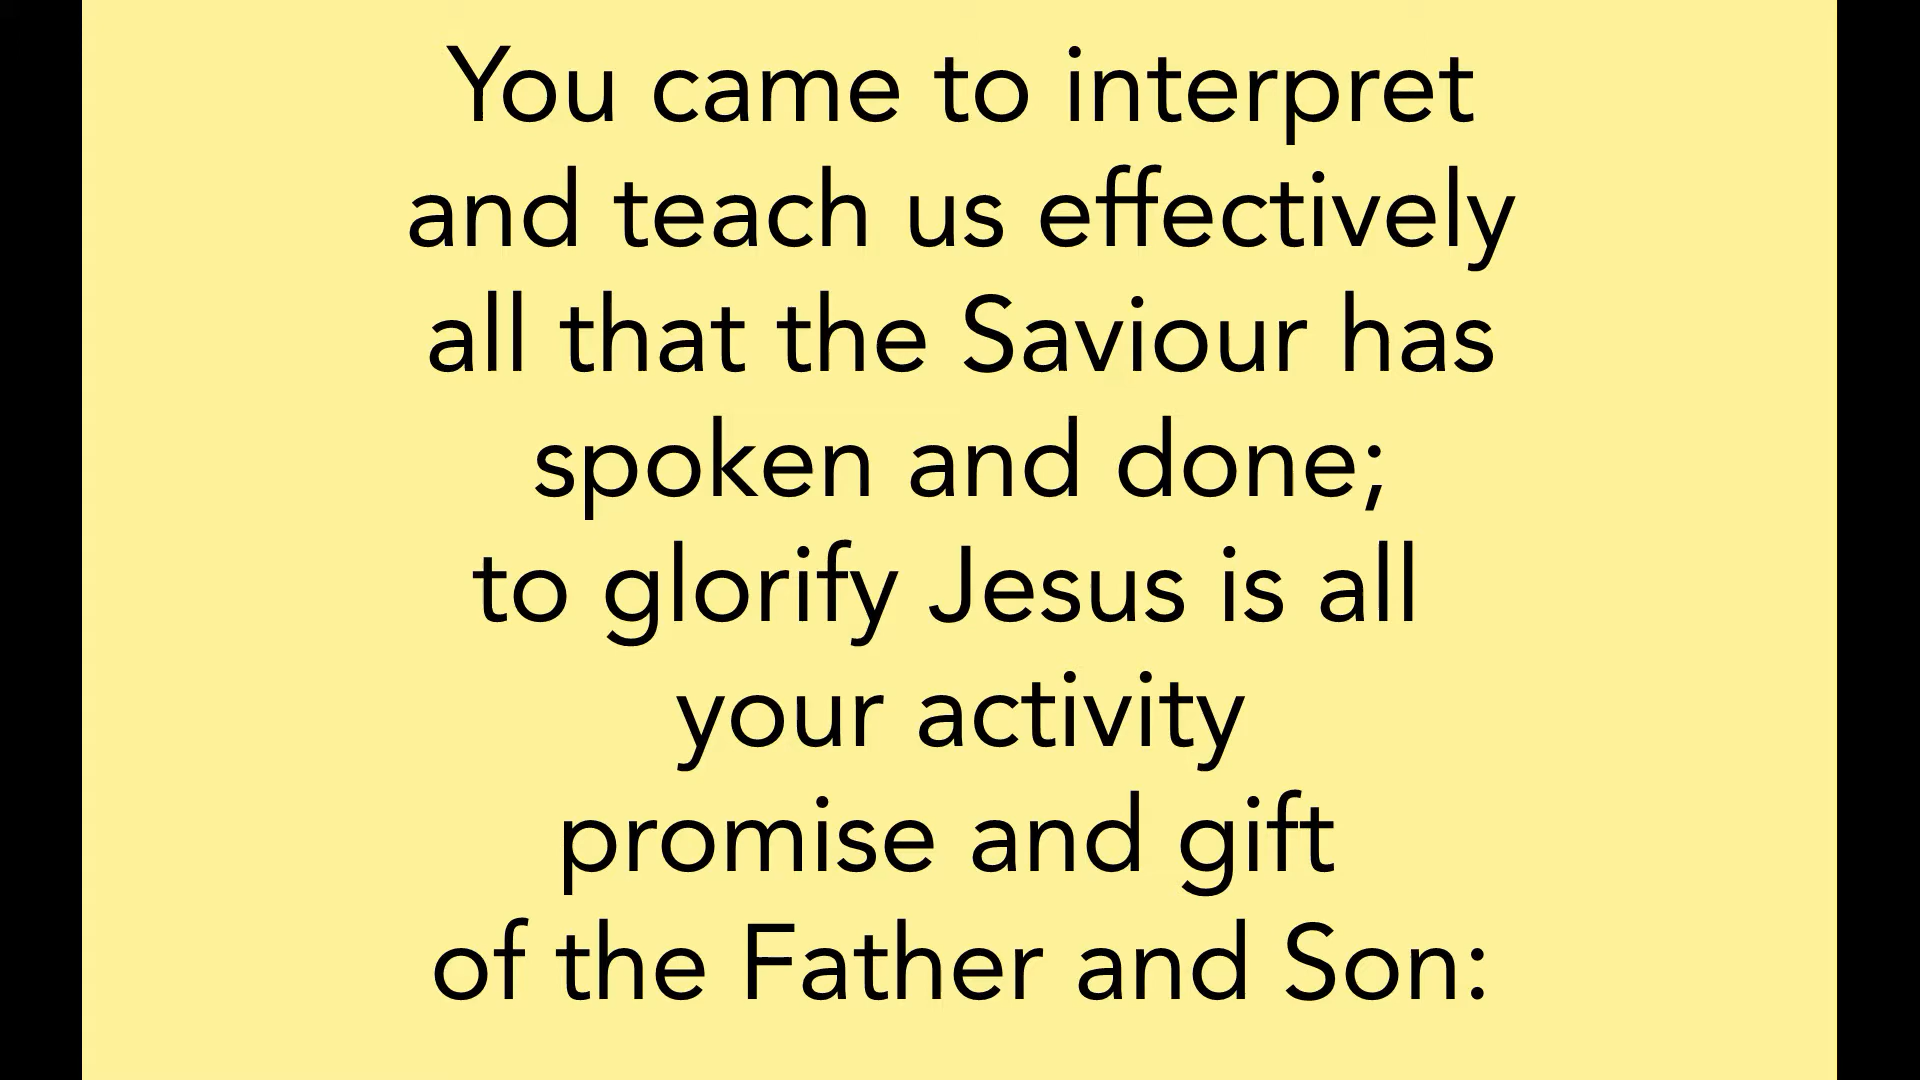 You came to interpret
and teach us effectively
all that the Saviour has
spoken and done;
to glorify Jesus is all
your activity
promise and gift
of the Father and Son: